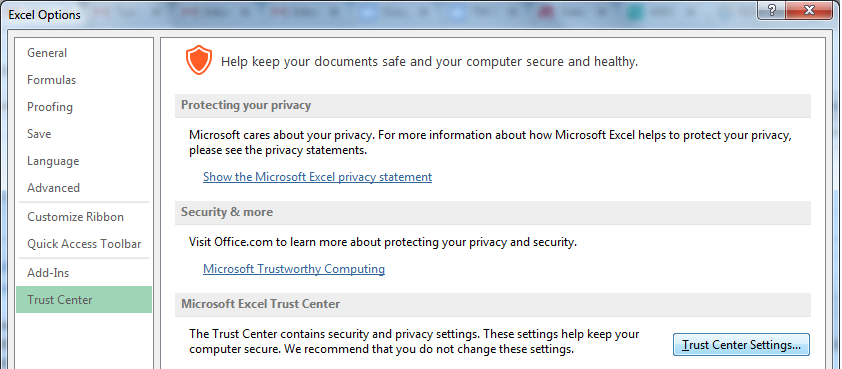 Excel Options
General
Formulas
Proofing
Save
Language
Advanced
Customize Ribbon
Quick Access Toolbar
Add-Ins
Trust Center
Help keep your documents safe and your computer secure and healthy.
Protecting your privacy
Microsoft cares about your privacy. For more information about how Microsoft Excel helps to protect your privacy,
please see the privacy statements.
Show the Microsoft Excel privacy statement
Security & more
Visit Office.com to learn more about protecting your privacy and security.
Microsoft Trustworthy Computing
Microsoft Excel Trust Center
The Trust Center contains security and privacy settings. These settings help keep your
computer secure. We recommend that you do not change these settings.
Trust Center Settings...